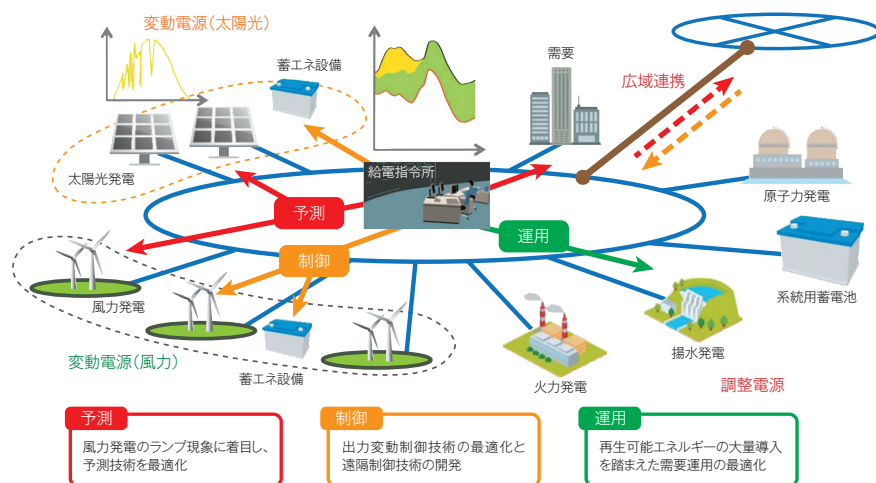 変動電源(太陽光)
蓄エネ設備
需要
広域連携
太陽光発電
給電指令所
原子力発電
予測
運用
制御
風力発電
系統用蓄電池
変動電源(風力)
蓄エネ設備
揚水発電
火力発電
調整電源
予測
風力発電のランプ現象に着目し、
予測技術を最適化
制御
出力変動制御技術の最適化と
遠隔制御技術の開発
運用
再生可能エネルギーの大量導入
を踏まえた需要運用の最適化